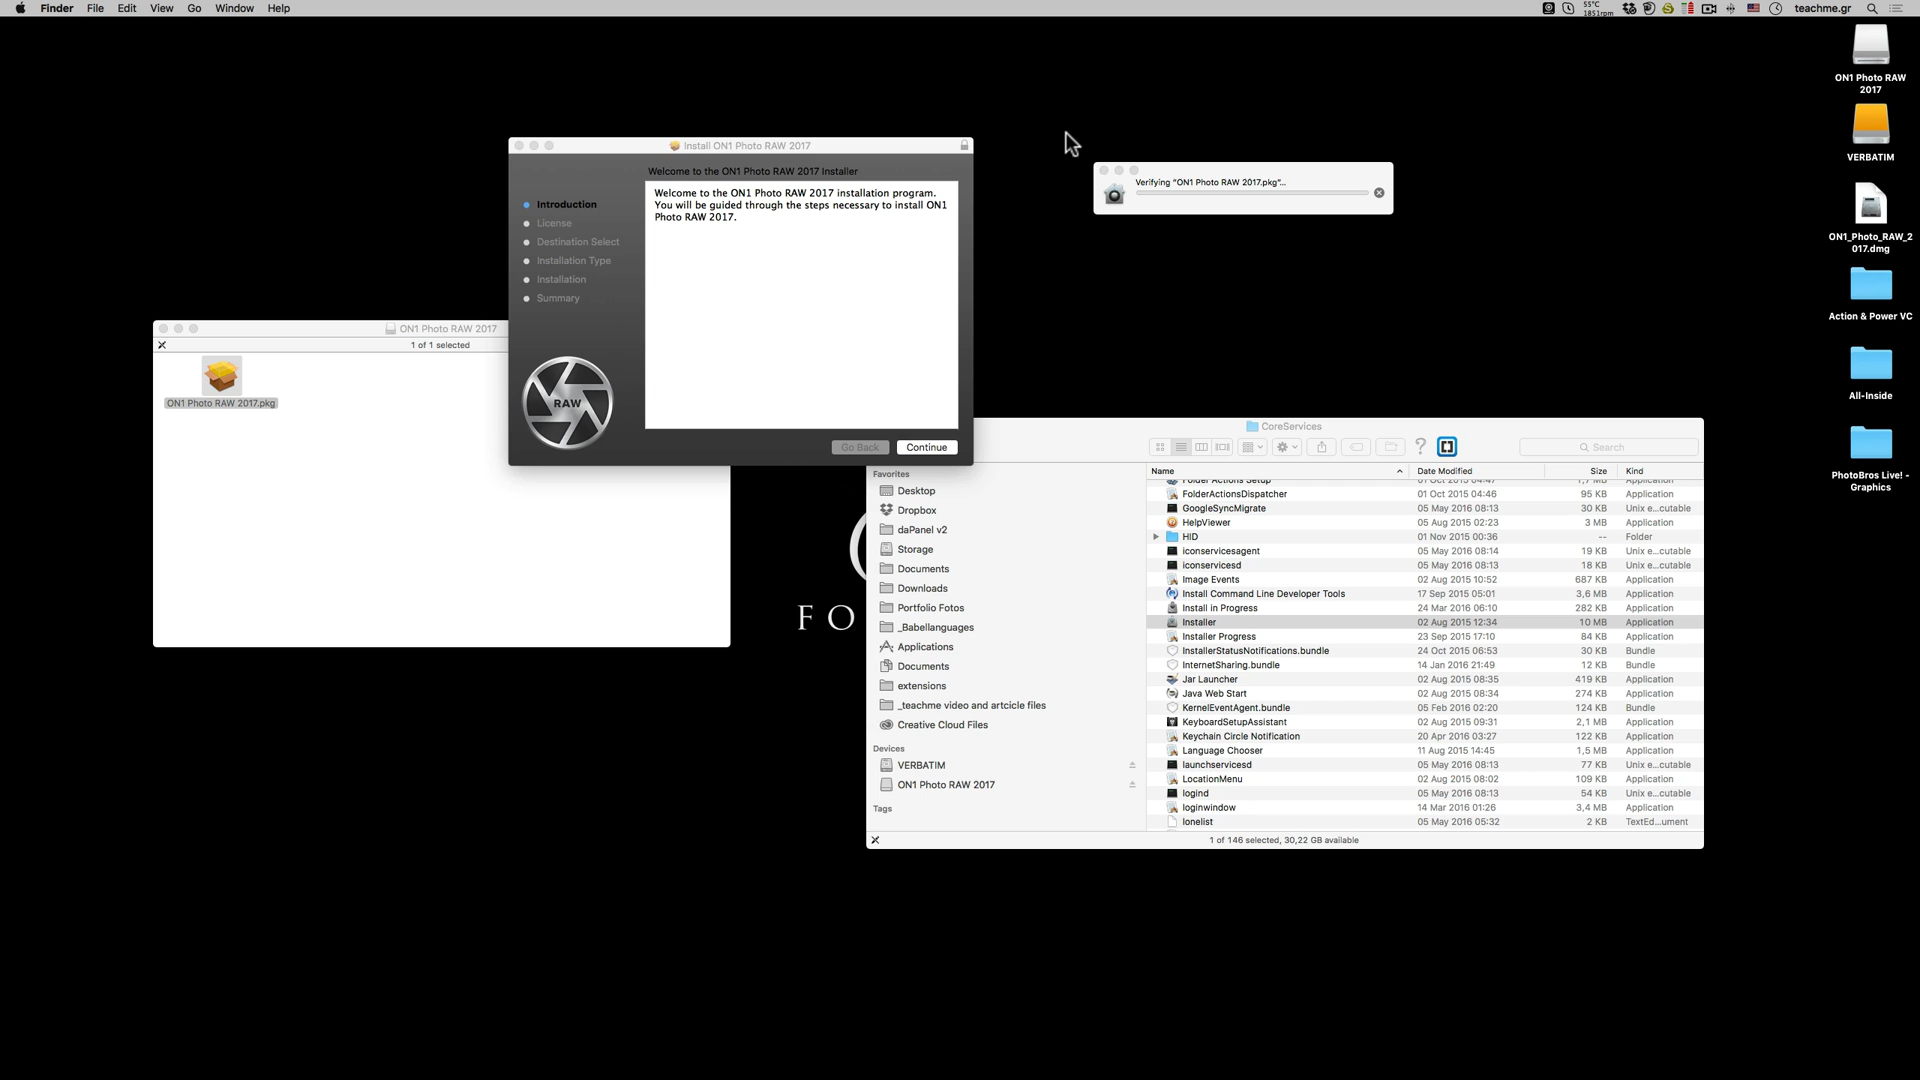 Finder File Edit View Go Window Help
55°C
1851rpm
teachme.gr
ON1 Photo RAW
2017
VERBATIM
ON1_Photo_RAW_2
017.dmg
Action & Power VC
All-Inside
PhotoBros Live! -
Graphics
Install ON1 Photo RAW 2017
Welcome to the ON1 Photo RAW 2017 Installer
Introduction
License
Destination Select
Installation Type
Installation
Summary
Welcome to the ON1 Photo RAW 2017 installation program.
You will be guided through the steps necessary to install ON1
Photo RAW 2017.
RAW
Go Back
Continue
Verifying “ON1 Photo RAW 2017.pkg”...
ON1 Photo RAW 2017
1 of 1 selected
ON1 Photo RAW 2017.pkg
FO
CoreServices
Search
Favorites
Desktop
Dropbox
daPanel v2
Storage
Documents
Downloads
Portfolio Fotos
_Babellanguages
Applications
Documents
extensions
_teachme video and artcicle files
Creative Cloud Files
Devices
VERBATIM
ON1 Photo RAW 2017
Tags
Name Date Modified Size Kind
Folder Actions Setup 01 Oct 2015 04:47 1,7 MB Application
FolderActionsDispatcher 01 Oct 2015 04:46 95 KB Application
GoogleSyncMigrate 05 May 2016 08:13 30 KB Unix e...cutable
HelpViewer 05 Aug 2015 02:23 3 MB Application
HID 01 Nov 2015 00:36 -- Folder
iconservicesagent 05 May 2016 08:14 19 KB Unix e...cutable
iconservicesd 05 May 2016 08:13 18 KB Unix e...cutable
Image Events 02 Aug 2015 10:52 687 KB Application
Install Command Line Developer Tools 17 Sep 2015 05:01 3,6 MB Application
Install in Progress 24 Mar 2016 06:10 282 KB Application
Installer 02 Aug 2015 12:34 10 MB Application
Installer Progress 23 Sep 2015 17:10 84 KB Application
InstallerStatusNotifications.bundle 24 Oct 2015 06:53 30 KB Bundle
InternetSharing.bundle 14 Jan 2016 21:49 12 KB Bundle
Jar Launcher 02 Aug 2015 08:35 419 KB Application
Java Web Start 02 Aug 2015 08:34 274 KB Application
KernelEventAgent.bundle 05 Feb 2016 02:20 124 KB Bundle
KeyboardSetupAssistant 02 Aug 2015 09:31 2,1 MB Application
Keychain Circle Notification 20 Apr 2016 03:27 122 KB Application
Language Chooser 11 Aug 2015 14:45 1,5 MB Application
launchservicesd 05 May 2016 08:13 77 KB Unix e...cutable
LocationMenu 02 Aug 2015 08:02 109 KB Application
logind 05 May 2016 08:13 54 KB Unix e...cutable
loginwindow 14 Mar 2016 01:26 3,4 MB Application
lonelist 05 May 2016 05:32 2 KB TextEd...ument
1 of 146 selected, 30,22 GB available